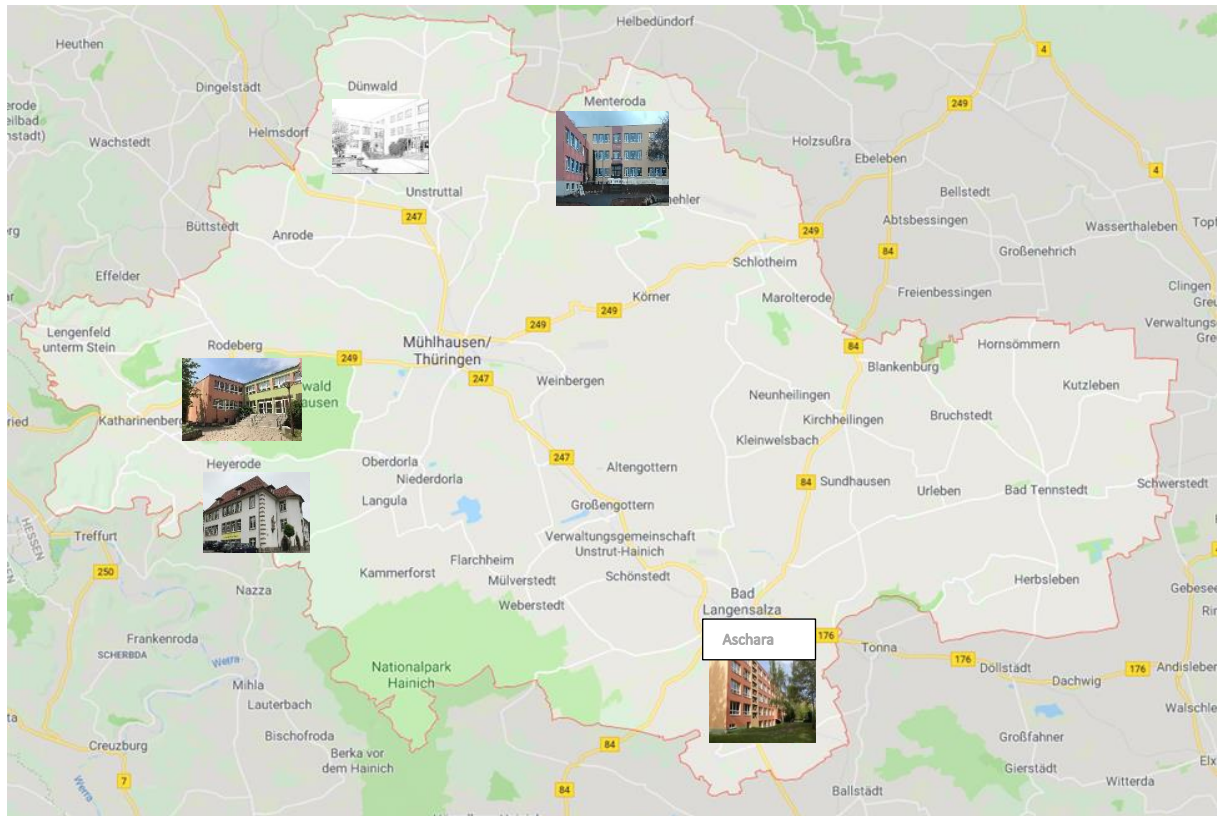 Helbedündorf
Heuthen
4
Dingelstädt
Dünwald
Menteroda
249
Wachstedt
Helmsdorf
Holzsußra
Ebeleben
4
Unstruttal
Bellstedt
247
Büttstedt
Anrode
249
Abtsbessingen
Wasserthaleben
84
Großenehrich
Effelder
Schlotheim
Körner
Marolterode
Freienbessingen
Clingen
249
249
Lengenfeld
unterm Stein
Rodeberg
249
Mühlhausen/
Thüringen
84
Hornsömmern
247
Weinbergen
Blankenburg
Kutzleben
Neunheilingen
Katharinenberg
Kirchheilingen
Bruchstedt
Kleinwelsbach
Heyerode
Oberdorla
Niederdorla
247
Altengottern
84
Sundhausen
Urleben
Bad Tennstedt
Schwerstedt
Langula
Großengottern
HESSEN
Treffurt
Verwaltungsgemeinschaft
Unstrut-Hainich
250
Flarchheim
Kammerforst
Mülverstedt
Schönstedt
Herbsleben
Nazza
Weberstedt
Bad
Langensalza
Frankenroda
SCHERBDA
Werra
Aschara
176
Tonna
176
Döllstädt
176
Nationalpark
Hainich
Dachwig
Mihla
Lauterbach
Bischofroda
Creuzburg
Berka vor
dem Hainich
84
Großfahner
Gierstädt
7
Witterda
Werra
84
Ballstädt